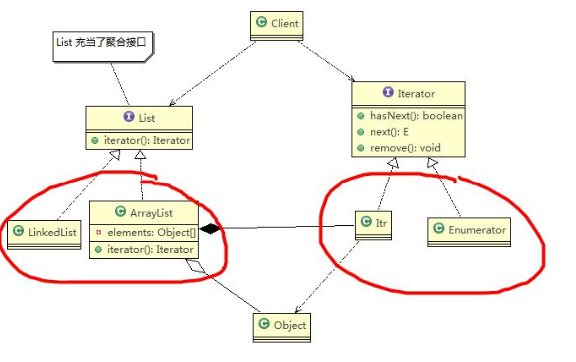 Client
List 充当了聚合接口
Iterator
hasNext(): boolean
next(): E
remove(): void
List
iterator(): Iterator
ArrayList
elements: Object[]
iterator(): Iterator
LinkedList
Itr
Enumerator
Object